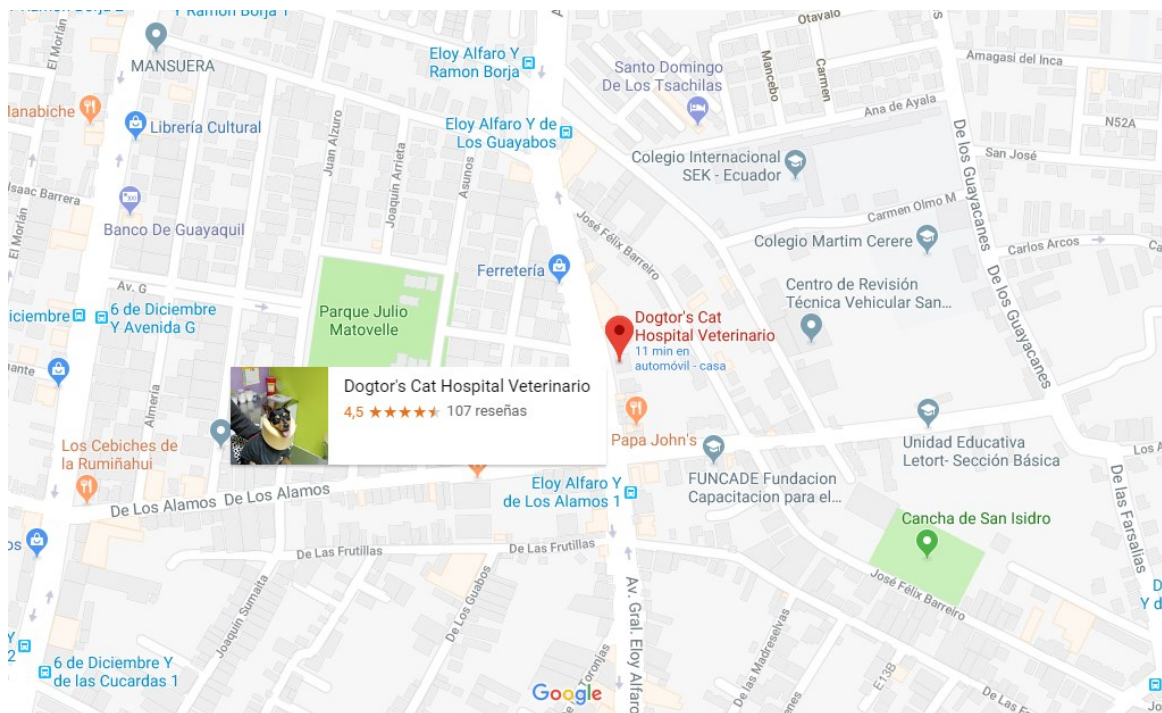 Y Ramon Borja 1
MANSUERA
El Morlán
Eloy Alfaro Y
Ramon Borja
Otavalo
Santo Domingo
De Los Tsachilas
Mancebo
Carmen
Amagasi del Inca
Ana de Ayala
N52A
Librería Cultural
Juan Alzuro
Joaquín Arrieta
Asunos
Eloy Alfaro Y de
Los Guayabos
De los Guayacanes
San José
Colegio Internacional
SEK - Ecuador
Isaac Barrera
Banco De Guayaquil
El Morlán
José Félix Barreiro
Carmen Olmo M
Colegio Martim Cerere
Carlos Arcos
Ferretería
Av. G
Centro de Revisión
Técnica Vehicular San...
De los Guayacanes
6 de Diciembre
Y Avenida G
Parque Julio
Matovelle
Dogtor's Cat
Hospital Veterinario
11 min en
automóvil - casa
Dogtor's Cat Hospital Veterinario
4,5 107 reseñas
Almería
Papa John's
Los Cebiches de
la Rumiñahui
Unidad Educativa
Letort- Sección Básica
FUNCADE Fundacion
Capacitacion para el...
Eloy Alfaro Y
de Los Alamos 1
De Los Alamos
De Los Alamos
De las Farsalias
Cancha de San Isidro
De Las Frutillas
De Las Frutillas
José Félix Barreiro
Joaquín Sumaita
De Los Guabos
Av. Gral. Eloy Alfaro
De las Madreselvas
E13B
6 de Diciembre Y
de las Cucardas 1
Toronjas
Google